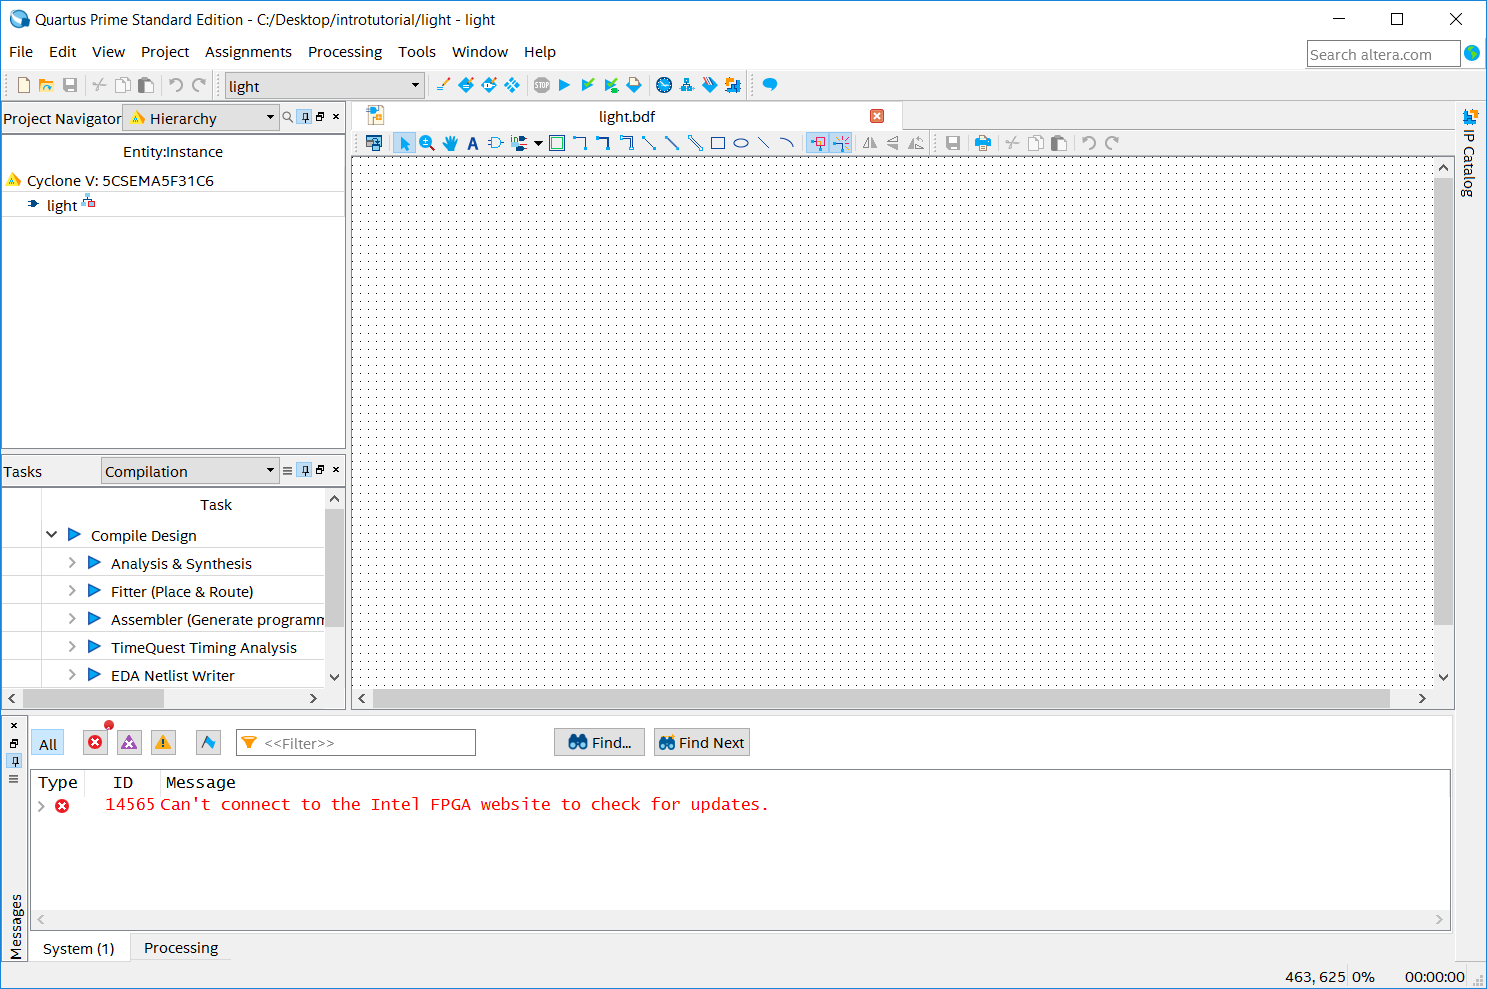 Quartus Prime Standard Edition - C:/Desktop/introtutorial/light - light
File Edit View Project Assignments Processing Tools Window Help
Search altera.com
light
STOP
Project Navigator Hierarchy
light.bdf
IP Catalog
Entity:Instance
Cyclone V: 5CSEMA5F31C6
light
Tasks Compilation
Task
Compile Design
Analysis & Synthesis
Fitter (Place & Route)
Assembler (Generate programm
TimeQuest Timing Analysis
EDA Netlist Writer
All <<Filter>> Find... Find Next
Type ID Message
14565 Can't connect to the Intel FPGA website to check for updates.
Messages
System (1) Processing
463, 625 0% 00:00:00